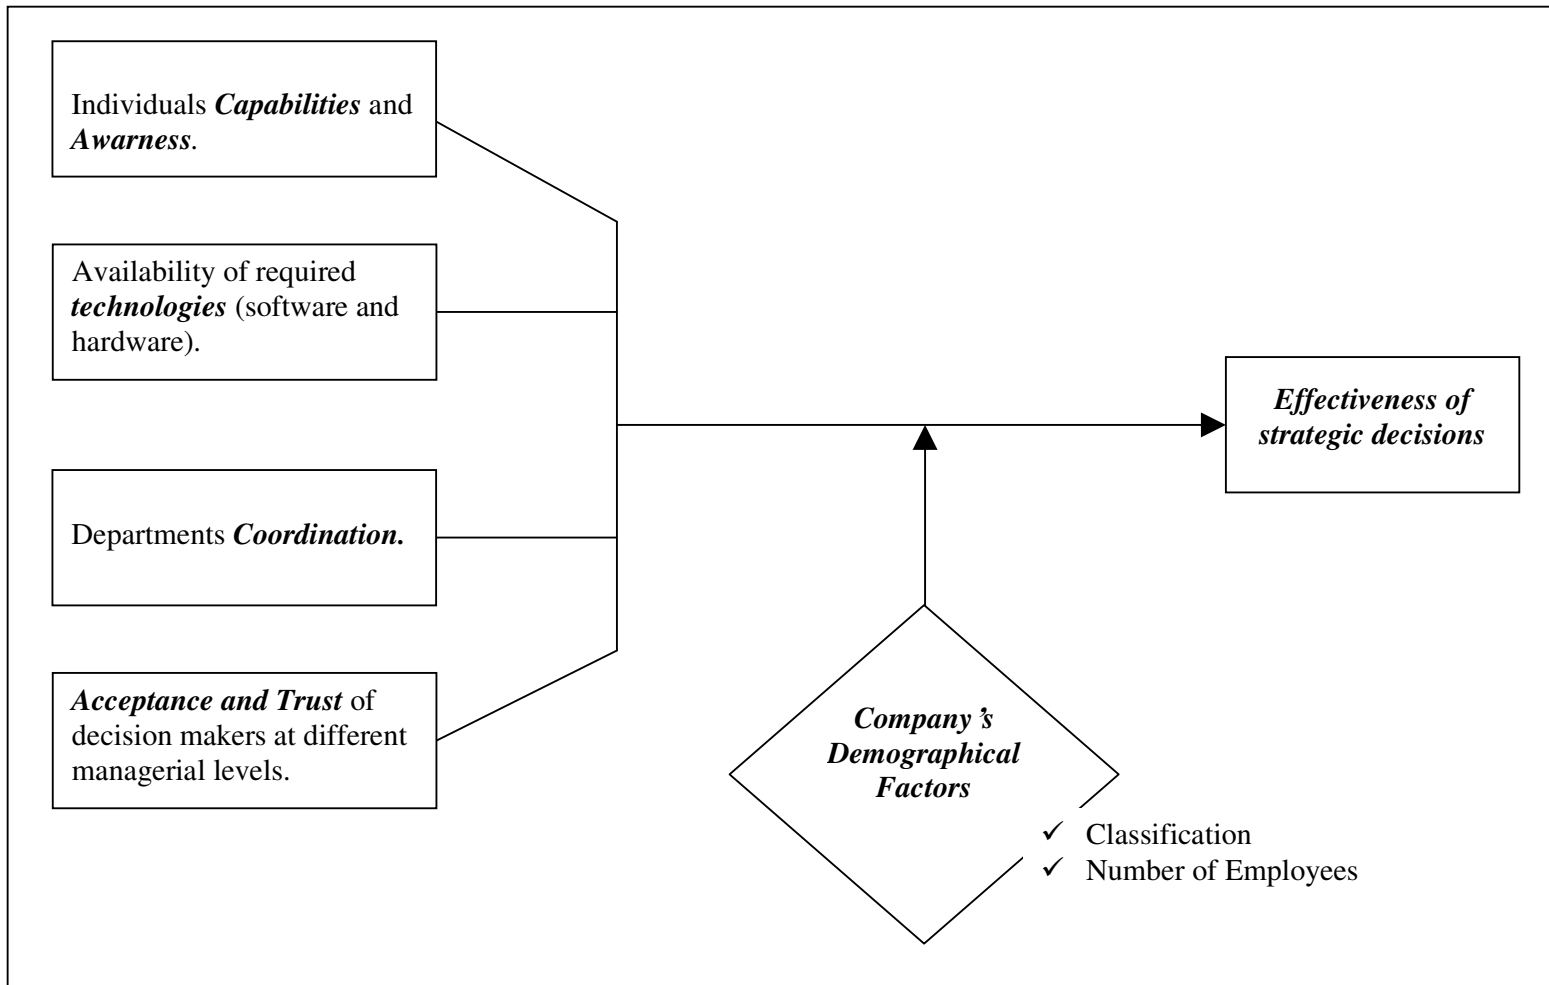 Individuals Capabilities and
Awarness.
Availability of required
technologies (software and
hardware).
Departments Coordination.
Acceptance and Trust of
decision makers at different
managerial levels.
Effectiveness of
strategic decisions
Company's
Demographical
Factors
✓ Classification
✓ Number of Employees